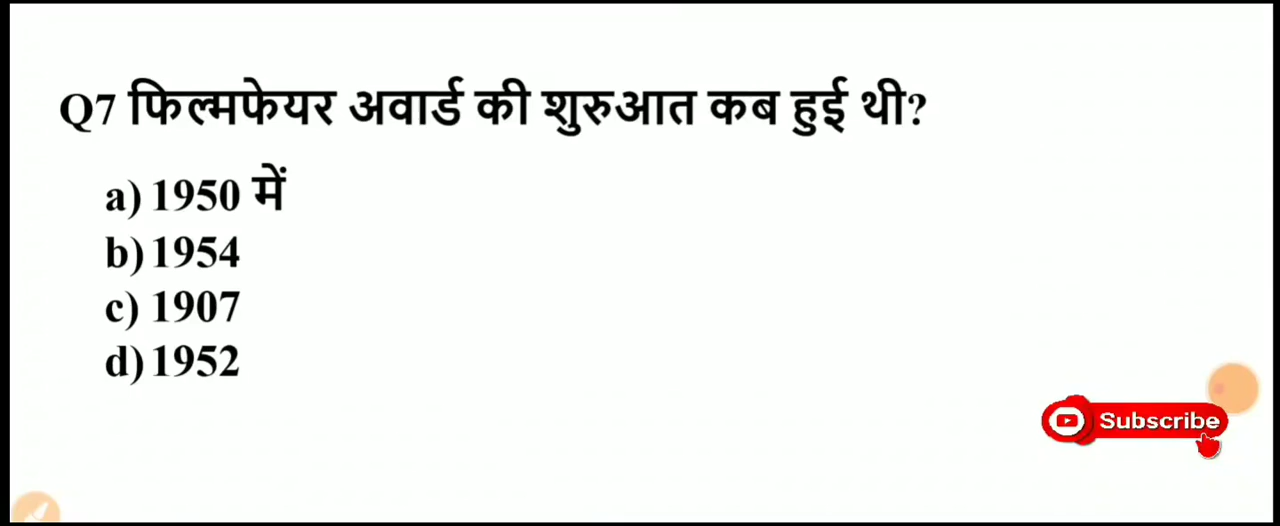 Q7 फिल्मफेयर अवार्ड की शुरुआत कब हुई थी?
a) 1950 में
b) 1954
c) 1907
d) 1952
Subscribe